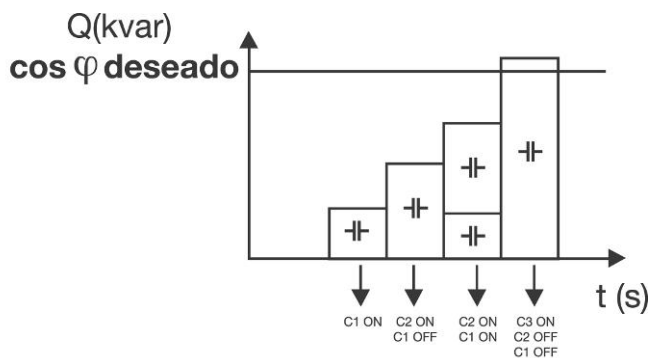 Q(kvar)
cos φ deseado
t (s)
C1 ON
C2 ON
C1 OFF
C2 ON
C1 ON
C3 ON
C2 OFF
C1 OFF